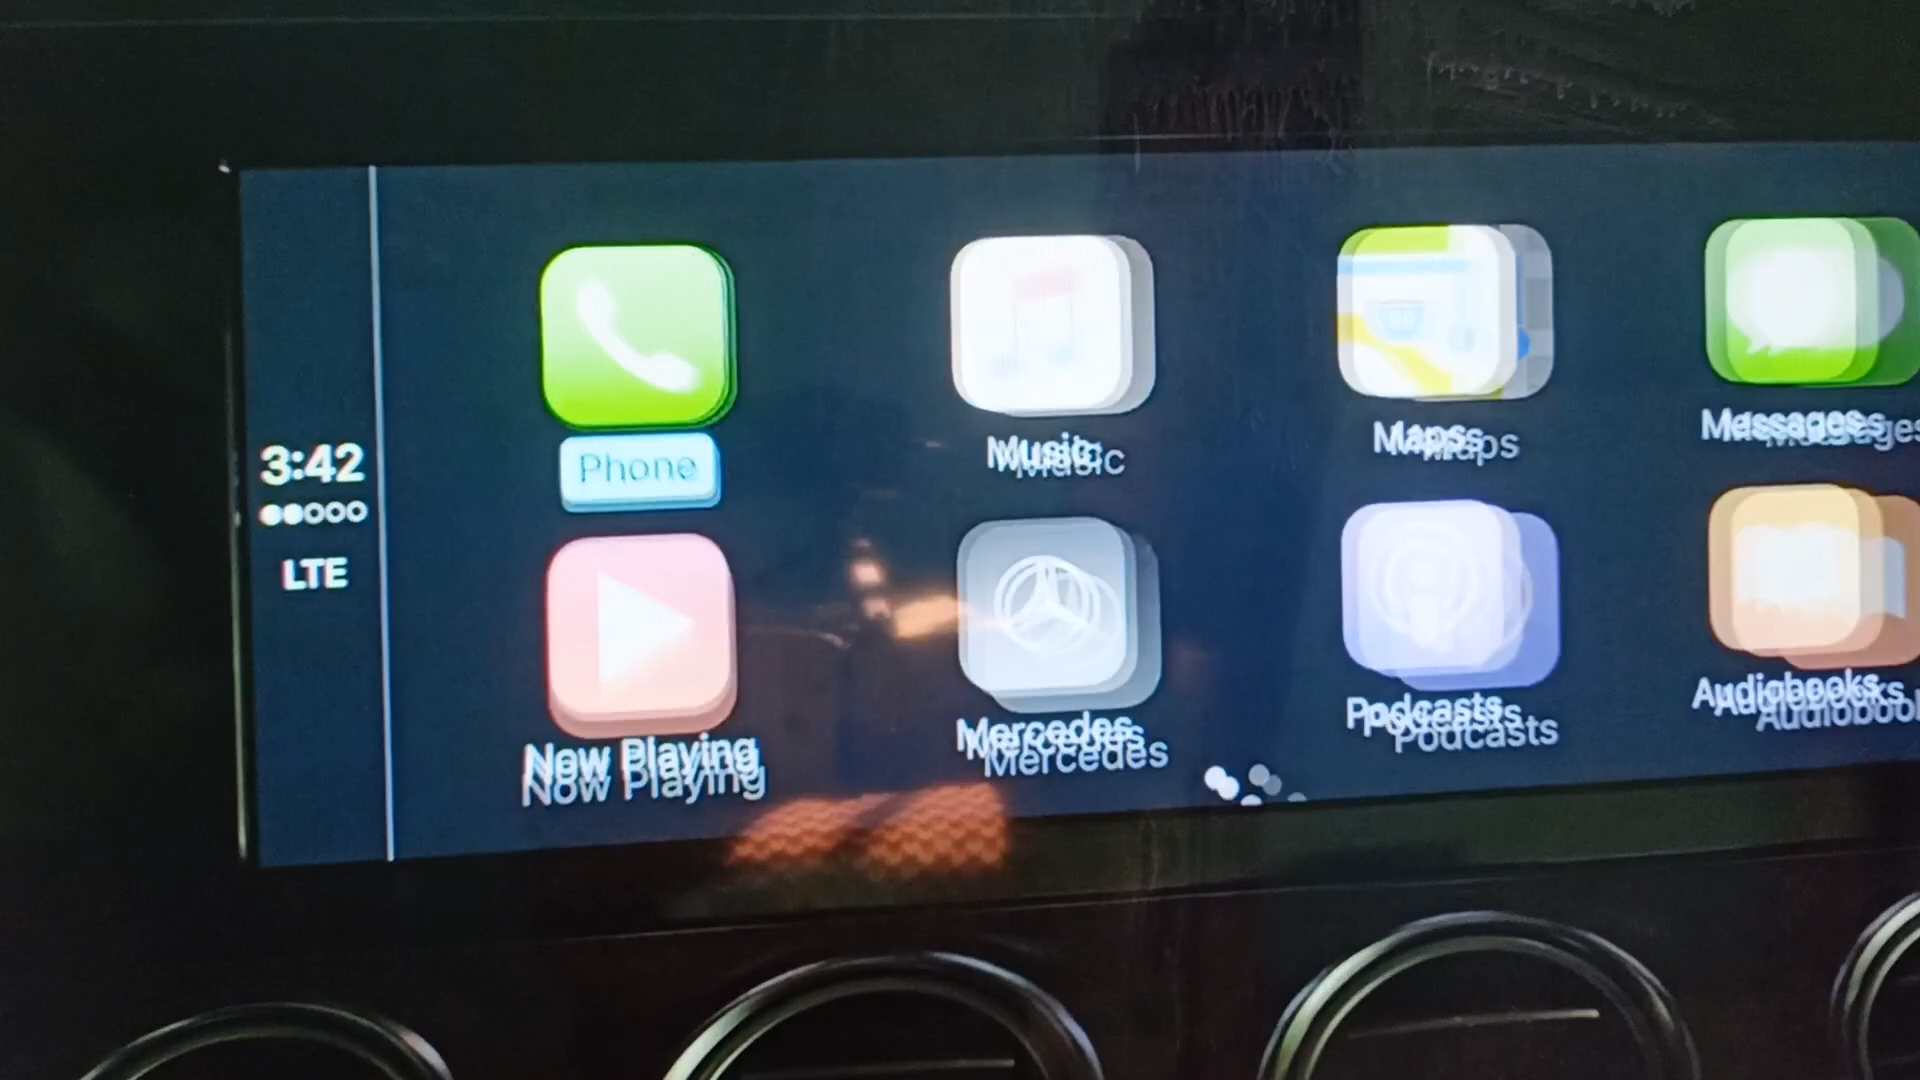 3:42
LTE
Phone
Music
Maps
Messages
Now Playing
Mercedes
Podcasts
Audiobooks